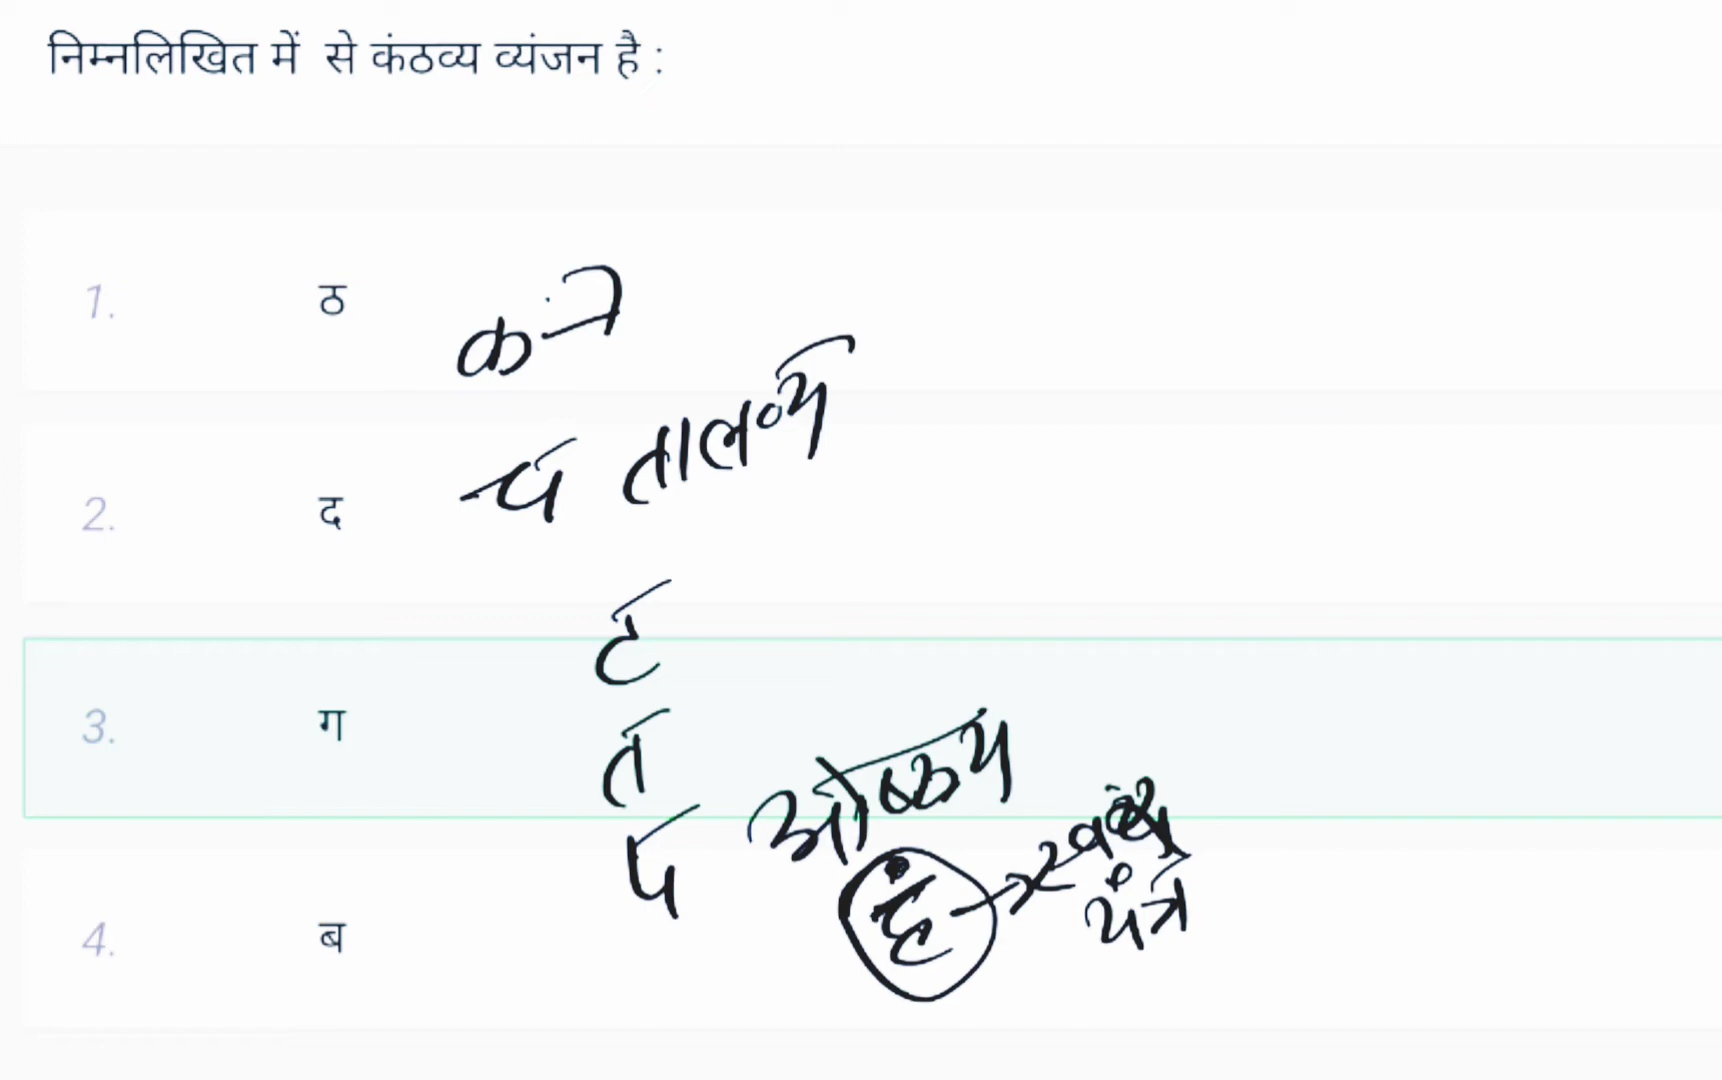 निम्नलिखित में से कंठव्य व्यंजन है :
1. ठ
क
2. द
च तालव्य
ट
3. ग
त
प ओष्ठ्य
ह
यंत्र
4. ब